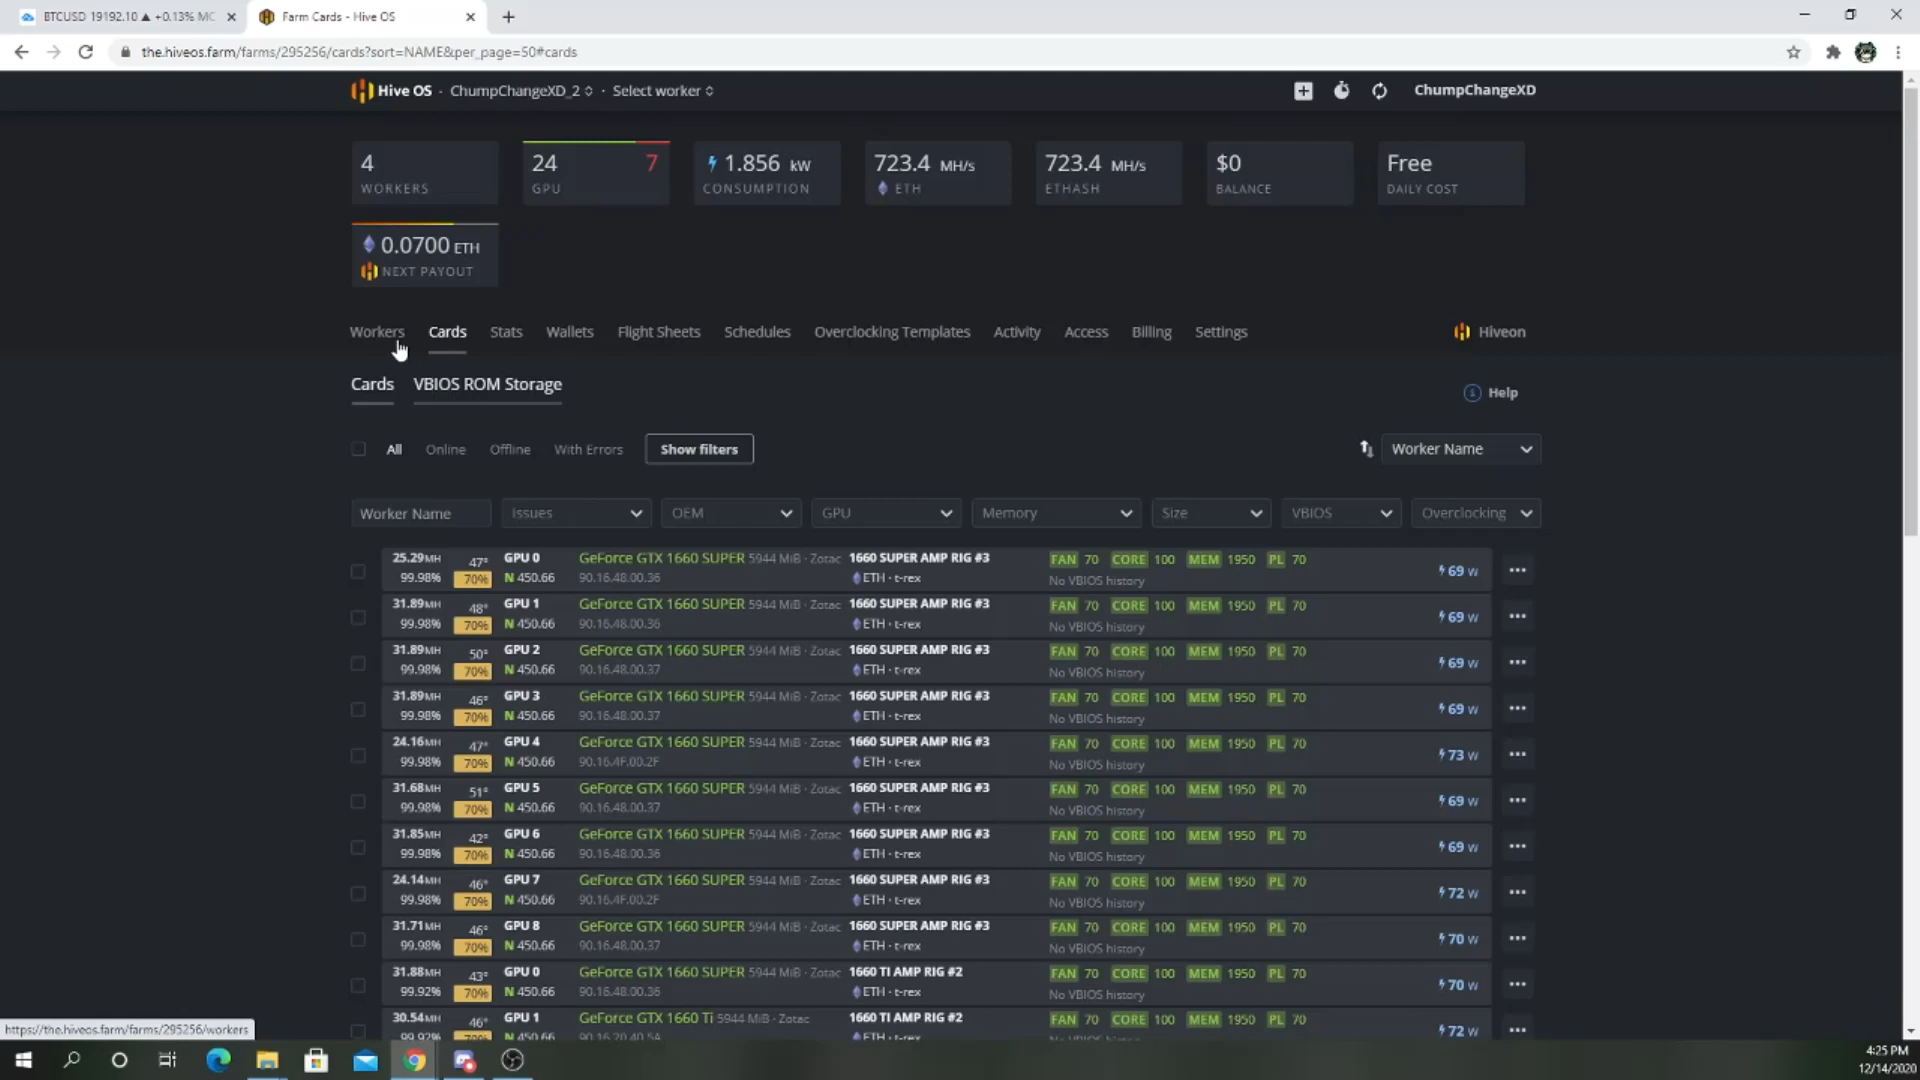 BTCUSD 19192.10 ▲ +0.13% MC
Farm Cards - Hive OS
the.hiveos.farm/farms/295256/cards?sort=NAME&per_page=50#cards
Hive OS · ChumpChangeXD_2 · Select worker
ChumpChangeXD
4
WORKERS
24 7
GPU
1.856 kW
CONSUMPTION
723.4 MH/s
ETH
723.4 MH/s
ETHASH
$0
BALANCE
Free
DAILY COST
0.0700 ETH
NEXT PAYOUT
Workers Cards Stats Wallets Flight Sheets Schedules Overclocking Templates Activity Access Billing Settings Hiveon
Cards VBIOS ROM Storage
Help
All Online Offline With Errors Show filters Worker Name
Worker Name Issues OEM GPU Memory Size VBIOS Overclocking
25.29MH 47° GPU 0 GeForce GTX 1660 SUPER 5944 MiB · Zotac 1660 SUPER AMP RIG #3 FAN 70 CORE 100 MEM 1950 PL 70 69 W
99.98% 70% N 450.66 90.16.48.00.36 ETH · t-rex No VBIOS history
31.89MH 48° GPU 1 GeForce GTX 1660 SUPER 5944 MiB · Zotac 1660 SUPER AMP RIG #3 FAN 70 CORE 100 MEM 1950 PL 70 69 W
99.98% 70% N 450.66 90.16.48.00.36 ETH · t-rex No VBIOS history
31.89MH 50° GPU 2 GeForce GTX 1660 SUPER 5944 MiB · Zotac 1660 SUPER AMP RIG #3 FAN 70 CORE 100 MEM 1950 PL 70 69 W
99.98% 70% N 450.66 90.16.48.00.37 ETH · t-rex No VBIOS history
31.89MH 46° GPU 3 GeForce GTX 1660 SUPER 5944 MiB · Zotac 1660 SUPER AMP RIG #3 FAN 70 CORE 100 MEM 1950 PL 70 69 W
99.98% 70% N 450.66 90.16.48.00.37 ETH · t-rex No VBIOS history
24.16MH 47° GPU 4 GeForce GTX 1660 SUPER 5944 MiB · Zotac 1660 SUPER AMP RIG #3 FAN 70 CORE 100 MEM 1950 PL 70 73 W
99.98% 70% N 450.66 90.16.4F.00.2F ETH · t-rex No VBIOS history
31.68MH 51° GPU 5 GeForce GTX 1660 SUPER 5944 MiB · Zotac 1660 SUPER AMP RIG #3 FAN 70 CORE 100 MEM 1950 PL 70 69 W
99.98% 70% N 450.66 90.16.48.00.37 ETH · t-rex No VBIOS history
31.85MH 42° GPU 6 GeForce GTX 1660 SUPER 5944 MiB · Zotac 1660 SUPER AMP RIG #3 FAN 70 CORE 100 MEM 1950 PL 70 69 W
99.98% 70% N 450.66 90.16.48.00.36 ETH · t-rex No VBIOS history
24.14MH 46° GPU 7 GeForce GTX 1660 SUPER 5944 MiB · Zotac 1660 SUPER AMP RIG #3 FAN 70 CORE 100 MEM 1950 PL 70 72 W
99.98% 70% N 450.66 90.16.4F.00.2F ETH · t-rex No VBIOS history
31.71MH 46° GPU 8 GeForce GTX 1660 SUPER 5944 MiB · Zotac 1660 SUPER AMP RIG #3 FAN 70 CORE 100 MEM 1950 PL 70 70 W
99.98% 70% N 450.66 90.16.48.00.37 ETH · t-rex No VBIOS history
31.88MH 43° GPU 0 GeForce GTX 1660 SUPER 5944 MiB · Zotac 1660 TI AMP RIG #2 FAN 70 CORE 100 MEM 1950 PL 70 70 W
99.92% 70% N 450.66 90.16.48.00.36 ETH · t-rex No VBIOS history
30.54MH 46° GPU 1 GeForce GTX 1660 Ti 5944 MiB · Zotac 1660 TI AMP RIG #2 FAN 70 CORE 100 MEM 1950 PL 70 72 W
99.92% 70% N 450.66 90.16.20.40.5A ETH · t-rex No VBIOS history
https://the.hiveos.farm/farms/295256/workers
4:25 PM
12/14/2020